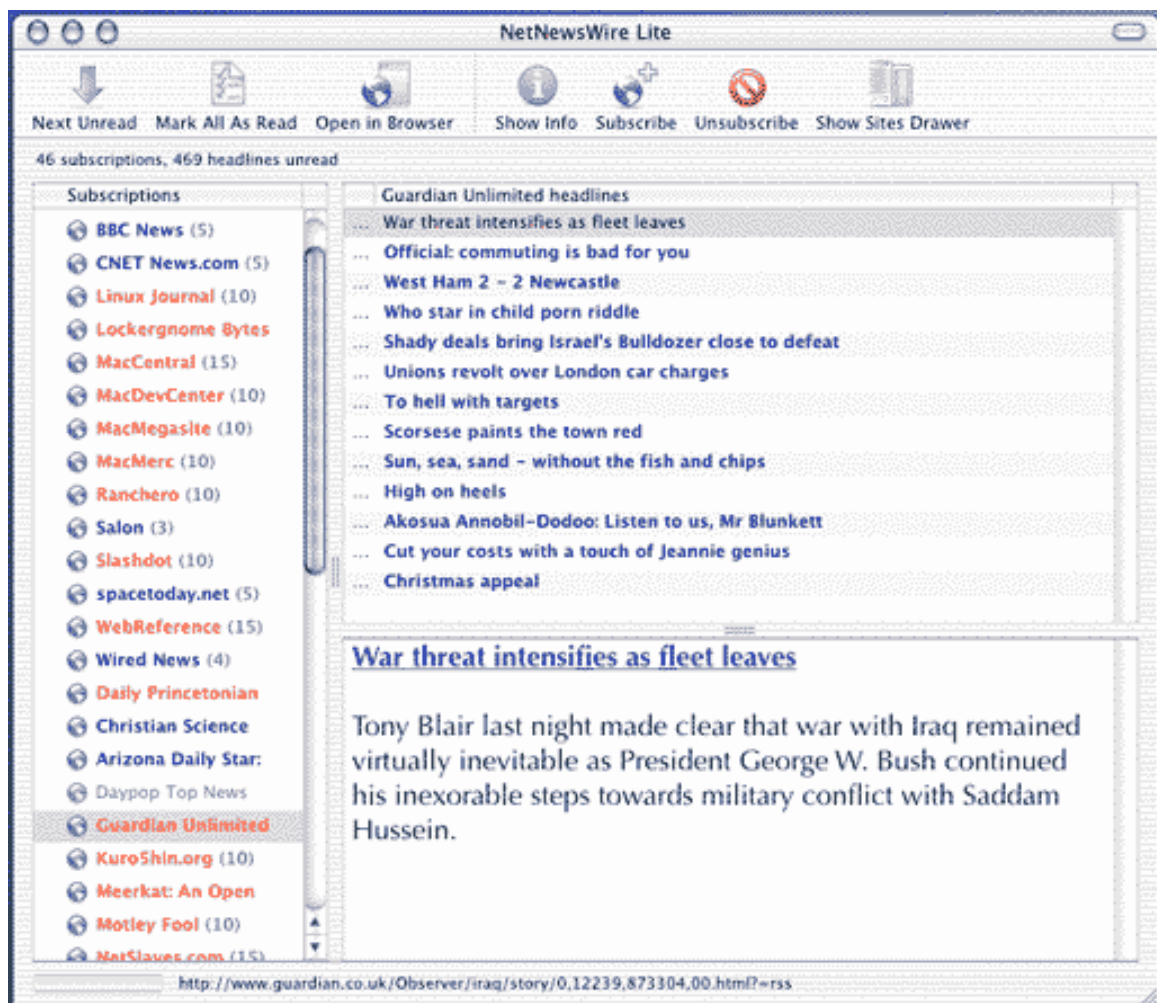 NetNewsWire Lite
Next Unread Mark All As Read Open in Browser Show Info Subscribe Unsubscribe Show Sites Drawer
46 subscriptions, 469 headlines unread
Subscriptions
BBC News (5)
CNET News.com (5)
Linux Journal (10)
Lockergnome Bytes
MacCentral (15)
MacDevCenter (10)
MacMegasite (10)
MacMerc (10)
Ranchero (10)
Salon (3)
Slashdot (10)
spacetoday.net (5)
WebReference (15)
Wired News (4)
Daily Princetonian
Christian Science
Arizona Daily Star:
Daypop Top News
Guardian Unlimited
Kuro5hin.org (10)
Meerkat: An Open
Motley Fool (10)
NetSlaves.com (15)
Guardian Unlimited headlines
... War threat intensifies as fleet leaves
... Official: commuting is bad for you
... West Ham 2 - 2 Newcastle
... Who star in child porn riddle
... Shady deals bring Israel's Bulldozer close to defeat
... Unions revolt over London car charges
... To hell with targets
... Scorsese paints the town red
... Sun, sea, sand - without the fish and chips
... High on heels
... Akosua Annobil-Dodoo: Listen to us, Mr Blunkett
... Cut your costs with a touch of Jeannie genius
... Christmas appeal
War threat intensifies as fleet leaves
Tony Blair last night made clear that war with Iraq remained
virtually inevitable as President George W. Bush continued
his inexorable steps towards military conflict with Saddam
Hussein.
http://www.guardian.co.uk/Observer/iraq/story/0,12239,873304,00.html?=rss